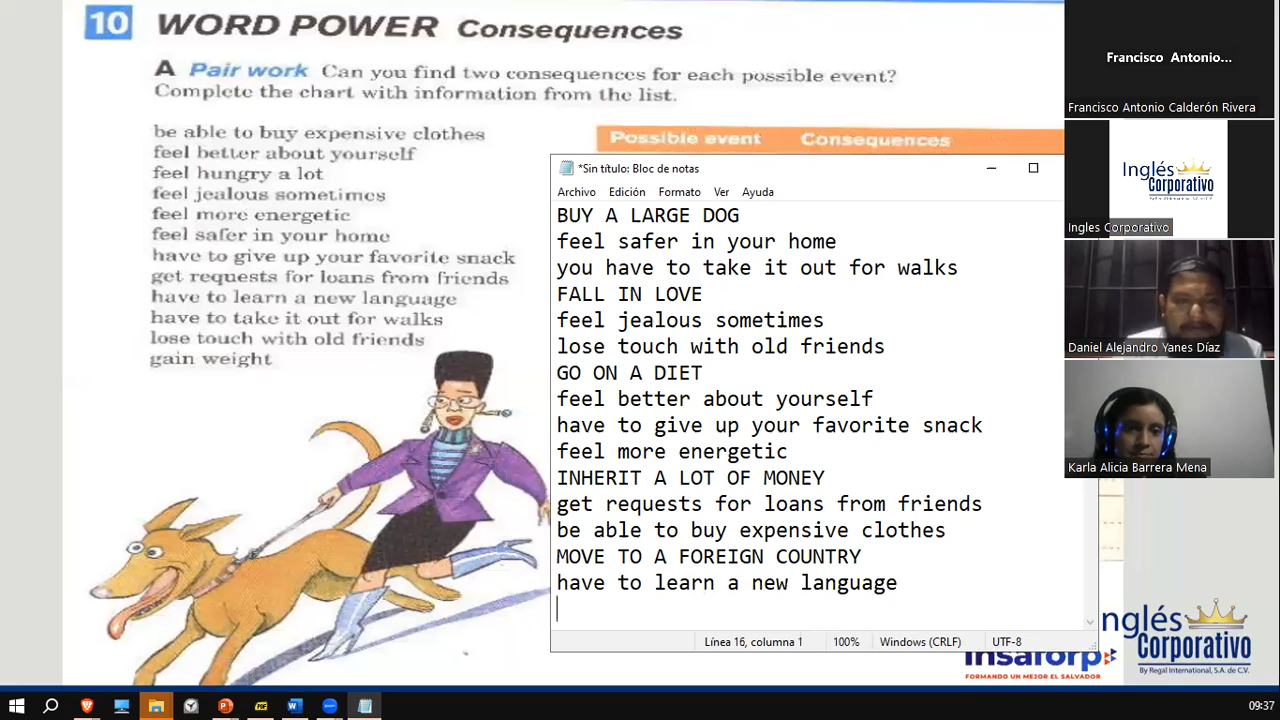 10 WORD POWER Consequences
A Pair work Can you find two consequences for each possible event?
Complete the chart with information from the list.
be able to buy expensive clothes
feel better about yourself
feel hungry a lot
feel jealous sometimes
feel more energetic
feel safer in your home
have to give up your favorite snack
get requests for loans from friends
have to learn a new language
have to take it out for walks
lose touch with old friends
gain weight
Possible event Consequences
*Sin título: Bloc de notas
Archivo Edición Formato Ver Ayuda
BUY A LARGE DOG
feel safer in your home
you have to take it out for walks
FALL IN LOVE
feel jealous sometimes
lose touch with old friends
GO ON A DIET
feel better about yourself
have to give up your favorite snack
feel more energetic
INHERIT A LOT OF MONEY
get requests for loans from friends
be able to buy expensive clothes
MOVE TO A FOREIGN COUNTRY
have to learn a new language
Línea 16, columna 1 100% Windows (CRLF) UTF-8
Francisco Antonio...
Francisco Antonio Calderón Rivera
Inglés
Corporativo
Ingles Corporativo
Daniel Alejandro Yanes Díaz
Karla Alicia Barrera Mena
Insaforp
FORMANDO UN MEJOR EL SALVADOR
nglés
Corporativo
By Regal International, S.A. de C.V.
09:37